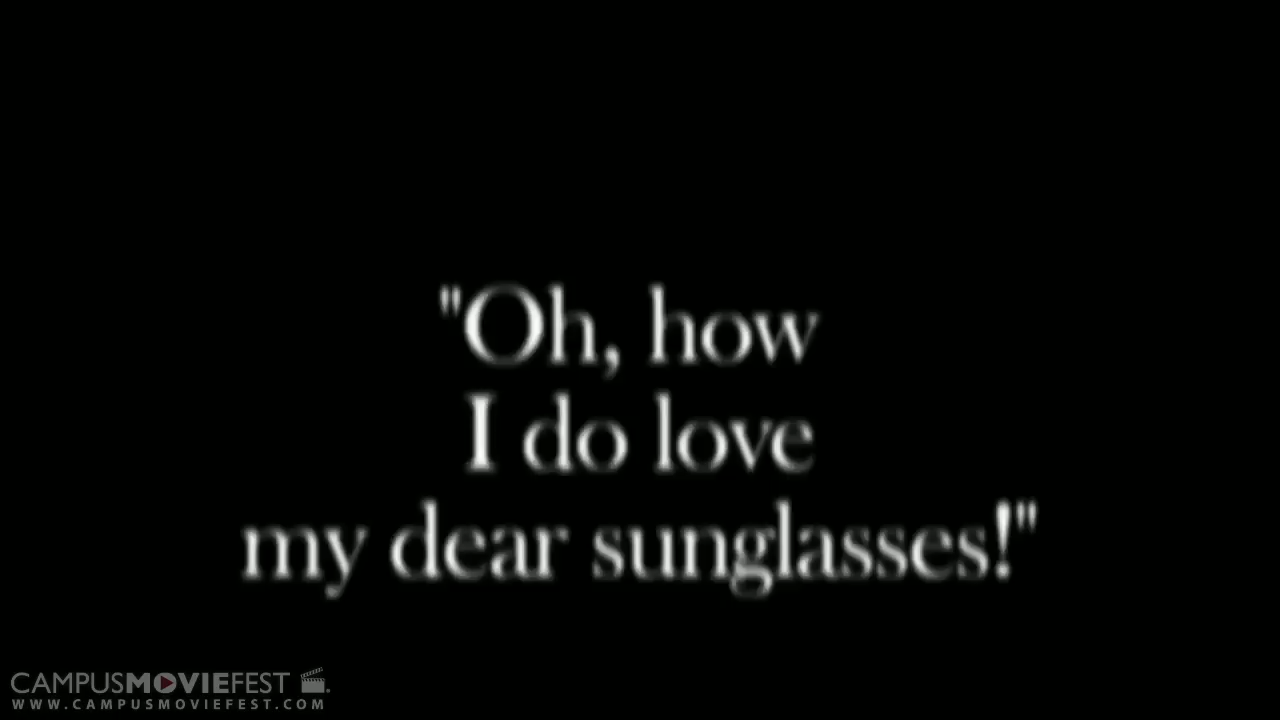 "Oh, how
I do love
my dear sunglasses!"
CAMPUSMOVIEFEST
WWW.CAMPUSMOVIEFEST.COM